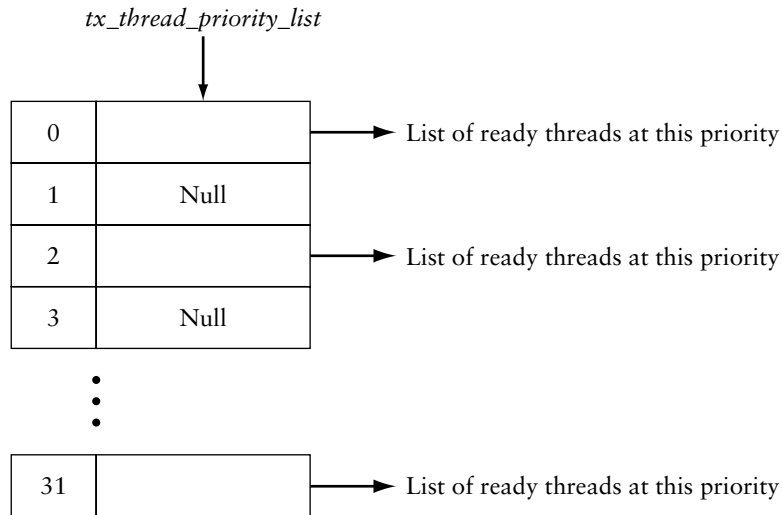 tx_thread_priority_list
0 List of ready threads at this priority
1 Null
2 List of ready threads at this priority
3 Null
31 List of ready threads at this priority